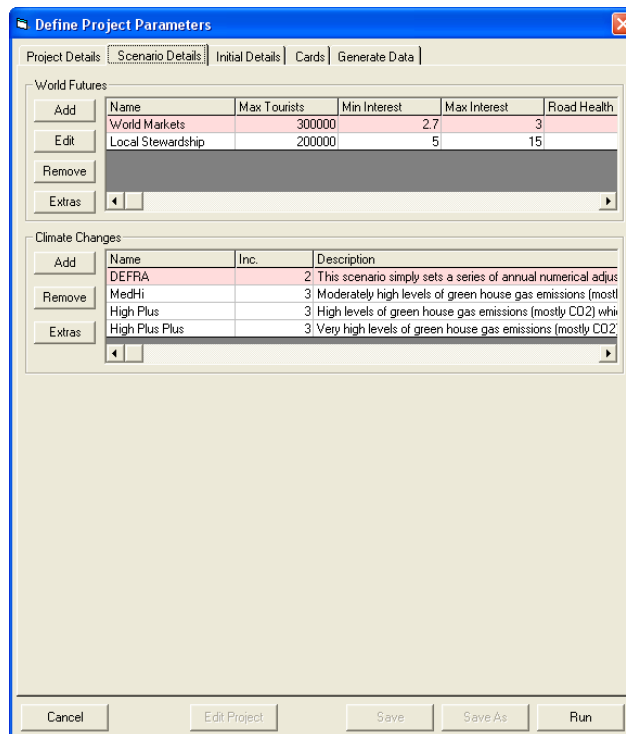 Define Project Parameters
Project Details Scenario Details Initial Details Cards Generate Data
World Futures
Add
Edit
Remove
Extras
Name Max Tourists Min Interest Max Interest Road Health
World Markets 300000 2.7 3
Local Stewardship 200000 5 15
Climate Changes
Add
Remove
Extras
Name Inc. Description
DEFRA 2 This scenario simply sets a series of annual numerical adjus
MedHi 3 Moderately high levels of green house gas emissions (mostl
High Plus 3 High levels of green house gas emissions (mostly CO2) whi
High Plus Plus 3 Very high levels of green house gas emissions (mostly CO2)
Cancel Edit Project Save Save As Run